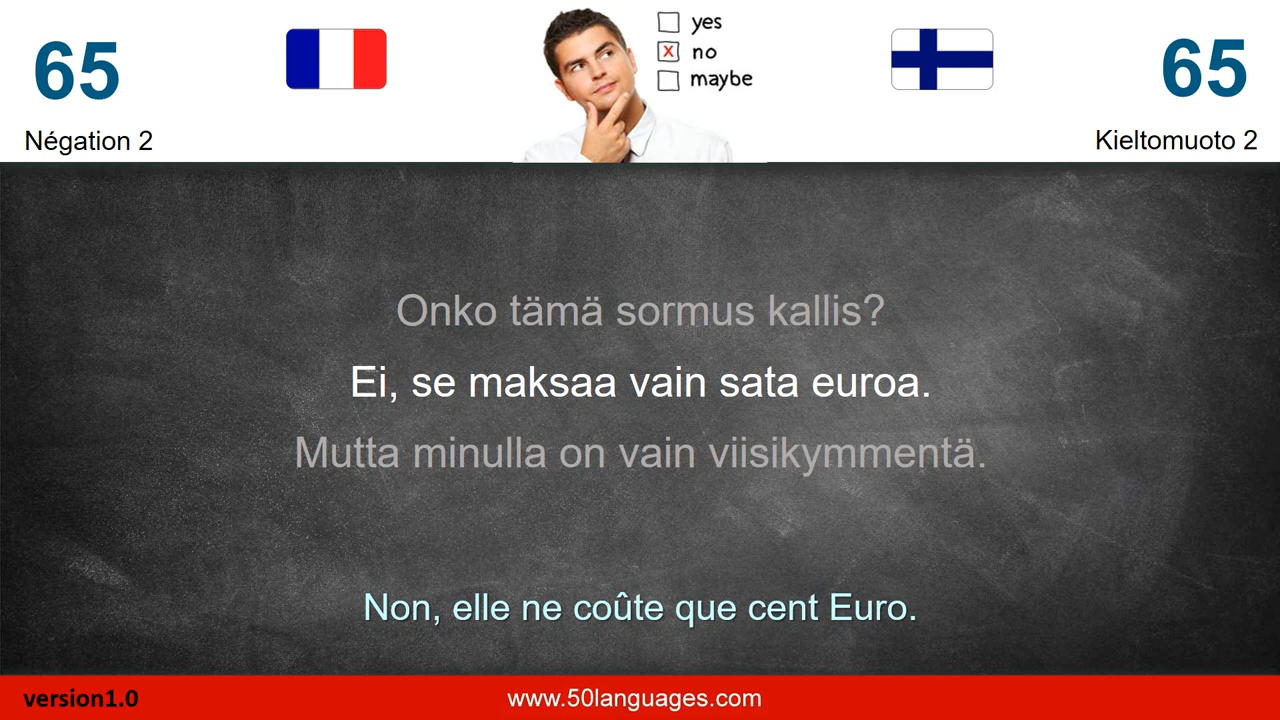 65
Négation 2
yes
x no
maybe
65
Kieltomuoto 2
Onko tämä sormus kallis?
Ei, se maksaa vain sata euroa.
Mutta minulla on vain viisikymmentä.
Non, elle ne coûte que cent Euro.
version1.0
www.50languages.com